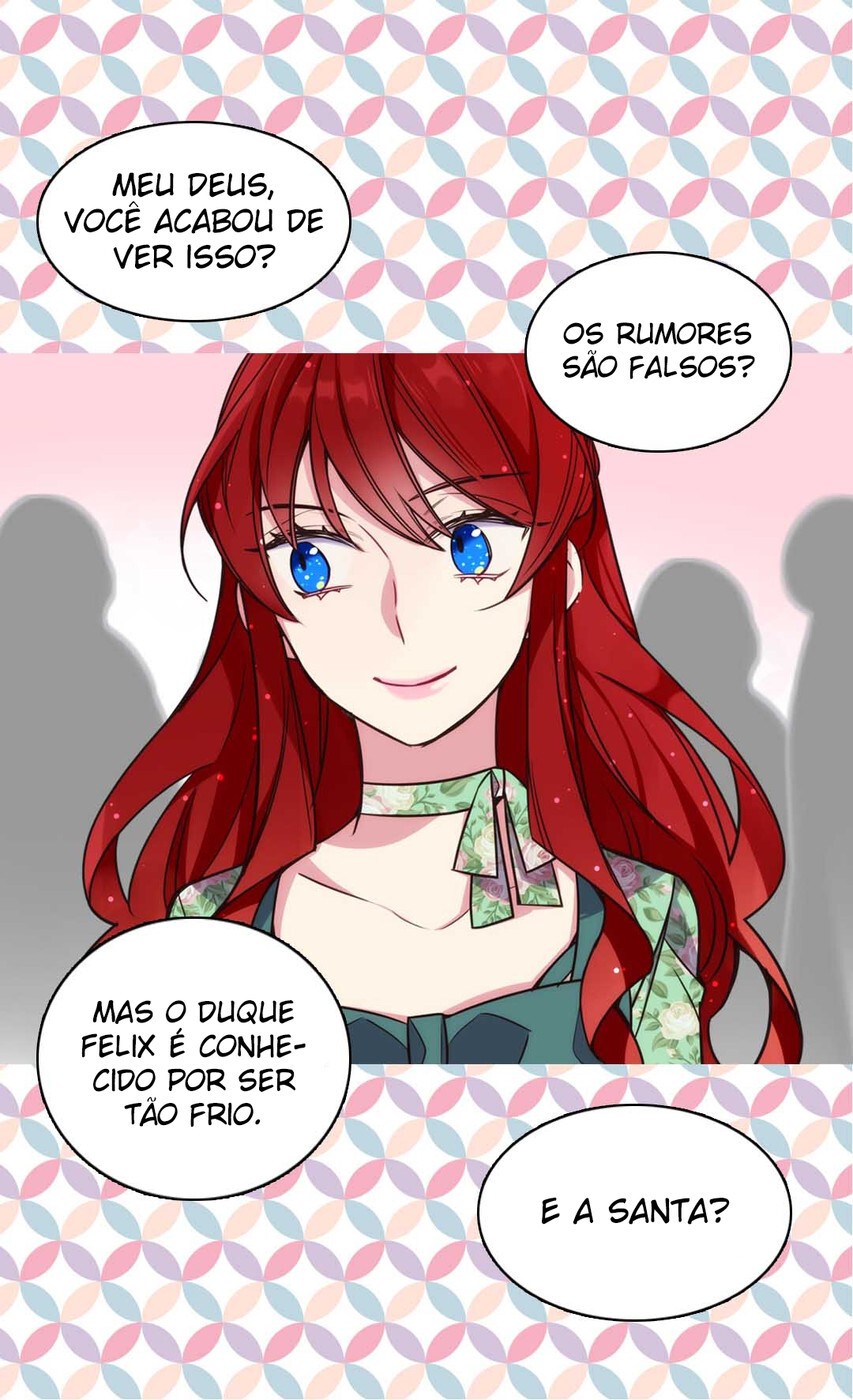 MEU DEUS,
VOCÊ ACABOU DE
VER ISSO?
OS RUMORES
SÃO FALSOS?
MAS O DUQUE
FELIX É CONHE-
CIDO POR SER
TÃO FRIO.
E A SANTA?